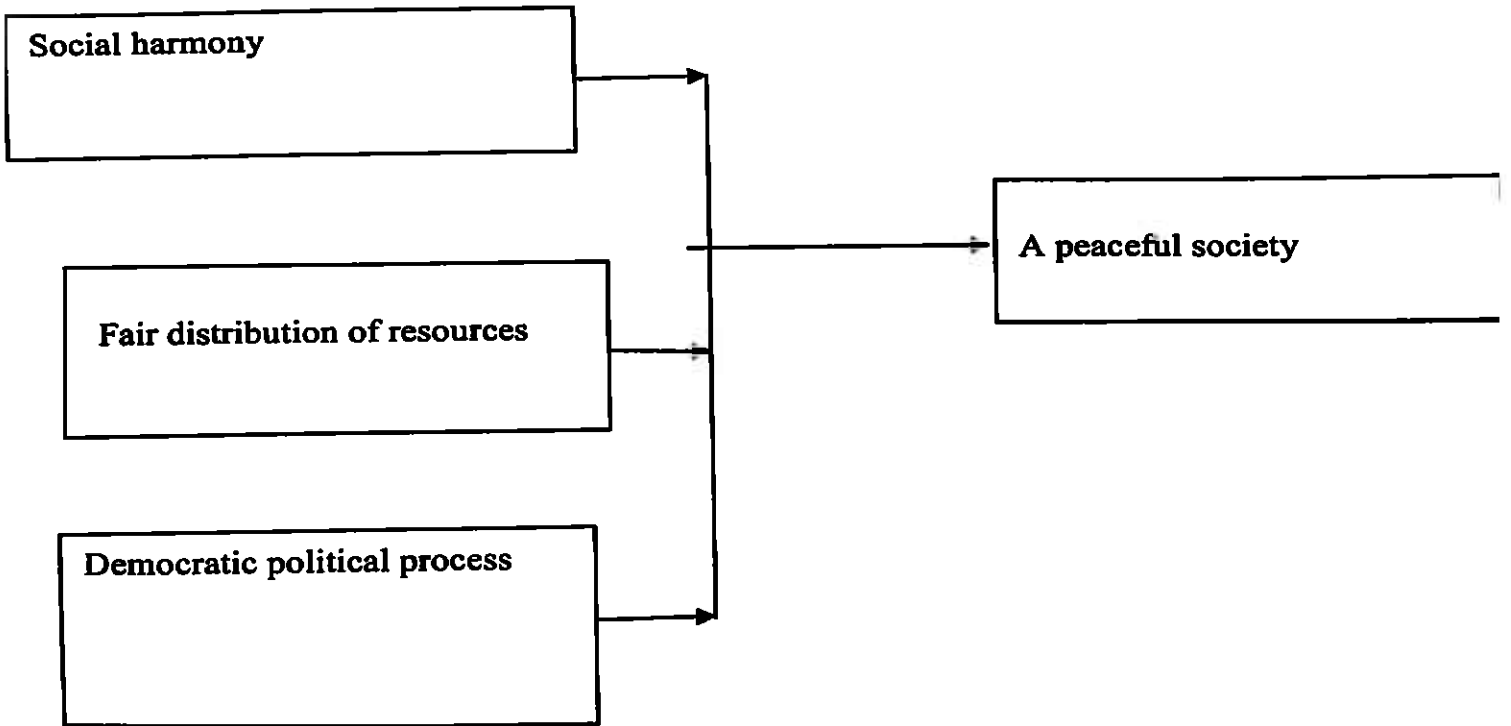 Social harmony
A peaceful society
Fair distribution of resources
Democratic political process